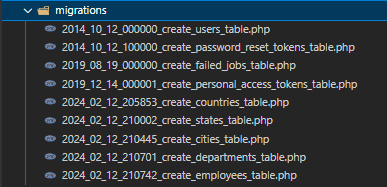 migrations
2014_10_12_000000_create_users_table.php
2014_10_12_100000_create_password_reset_tokens_table.php
2019_08_19_000000_create_failed_jobs_table.php
2019_12_14_000001_create_personal_access_tokens_table.php
2024_02_12_205853_create_countries_table.php
2024_02_12_210002_create_states_table.php
2024_02_12_210445_create_cities_table.php
2024_02_12_210701_create_departments_table.php
2024_02_12_210742_create_employees_table.php